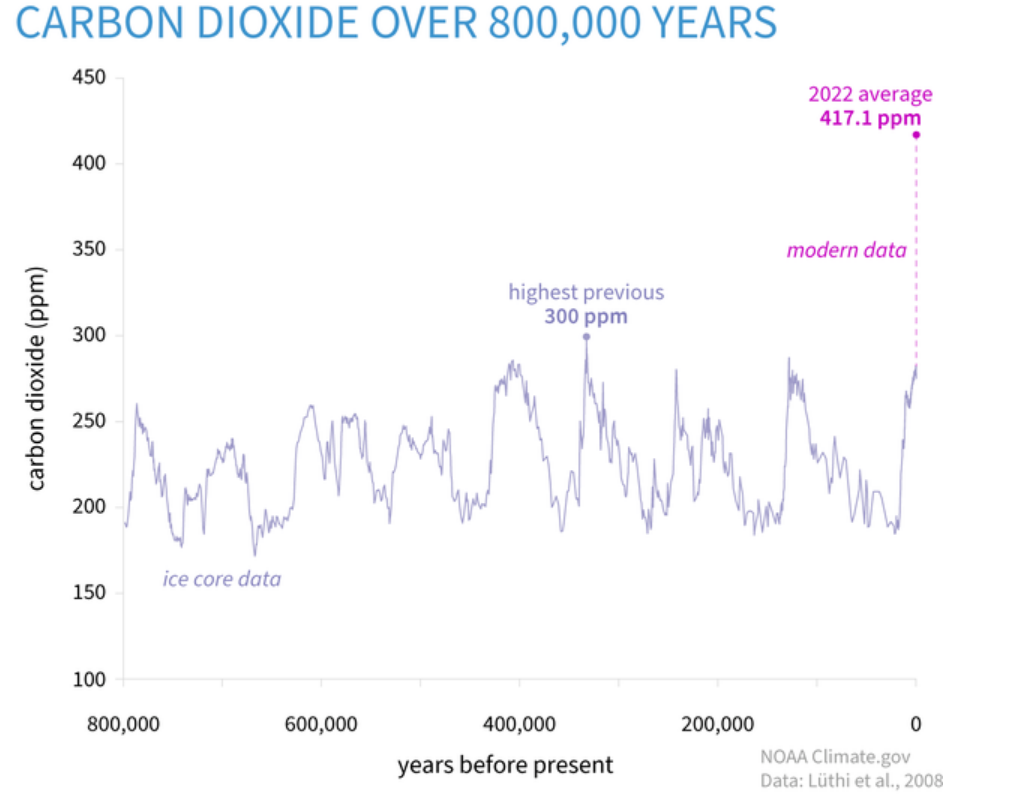 CARBON DIOXIDE OVER 800,000 YEARS
450
2022 average
417.1 ppm
400
350
modern data
highest previous
300 ppm
300
carbon dioxide (ppm)
250
200
ice core data
150
100
800,000
600,000
400,000
200,000
0
years before present
NOAA Climate.gov
Data: Lüthi et al., 2008